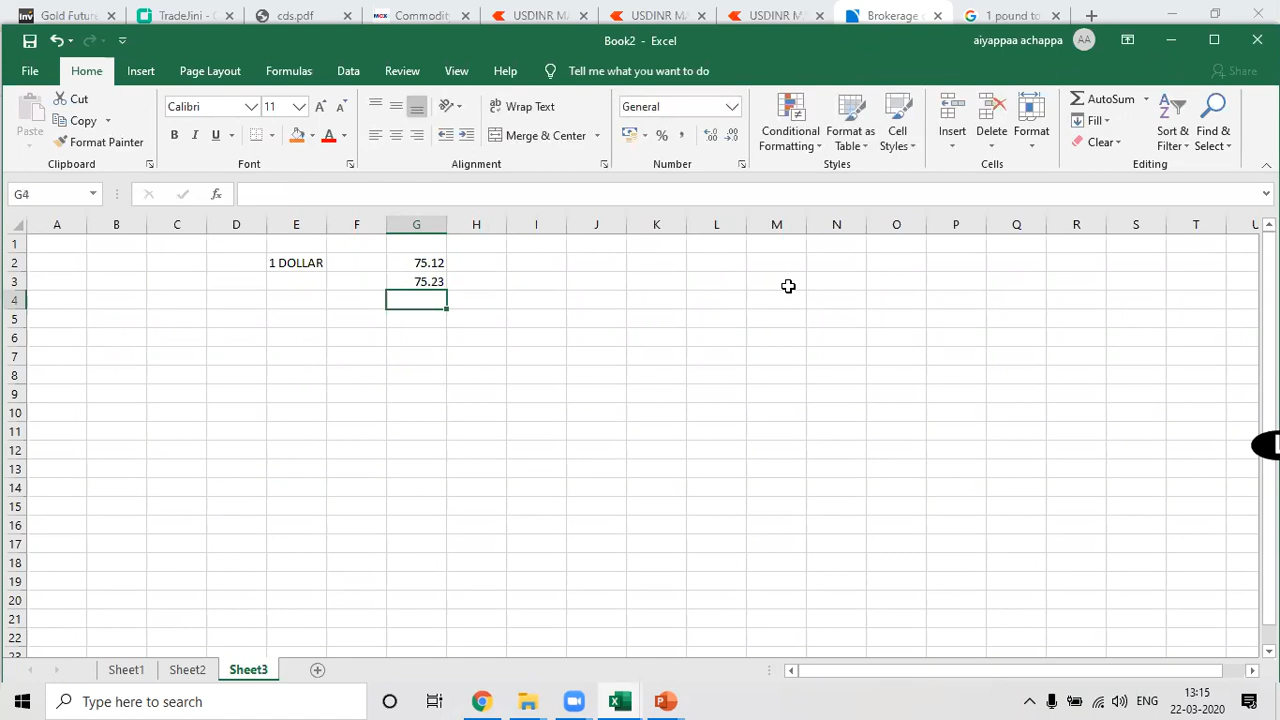 Gold Future
TradeJini -
cds.pdf
Commodity
USDINR MA
USDINR MA
USDINR MA
Brokerage
1 pound to
Book2 - Excel
aiyappaa achappa
AA
File
Home
Insert
Page Layout
Formulas
Data
Review
View
Help
Tell me what you want to do
Share
Paste
Cut
Copy
Format Painter
Clipboard
Calibri
11
B I U
Font
Wrap Text
Merge & Center
Alignment
General
Number
Conditional
Formatting
Format as
Table
Cell
Styles
Styles
Insert
Delete
Format
Cells
AutoSum
Fill
Clear
Sort &
Filter
Find &
Select
Editing
G4
fx
A B C D E F G H I J K L M N O P Q R S T U
1
2 1 DOLLAR 75.12
3 75.23
4
5
6
7
8
9
10
11
12
13
14
15
16
17
18
19
20
21
22
23
Sheet1
Sheet2
Sheet3
Type here to search
ENG
13:15
22-03-2020